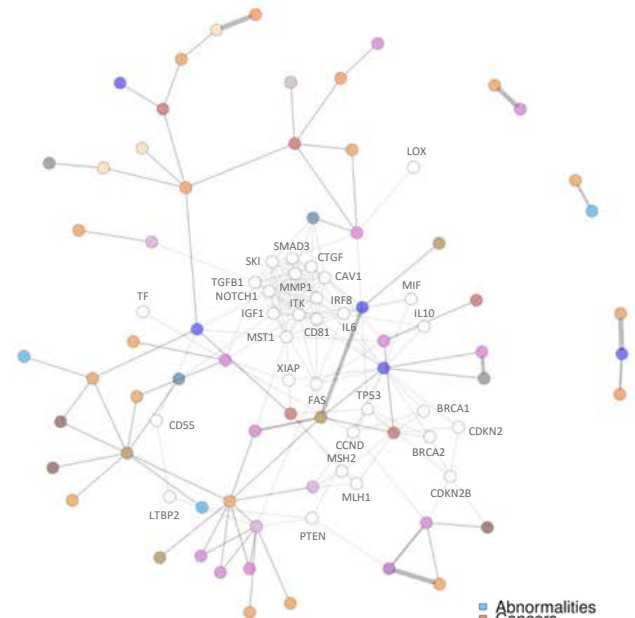 LOX
SMAD3
SKI
CTGF
CAV1
TGFB1
MMP1
MIF
NOTCH1
TF
ITK
IRF8
IGF1
IL10
CD81
IL6
MST1
XIAP
FAS
TP53
BRCA1
CD55
CDKN2
CCND
BRCA2
MSH2
MLH1
CDKN2B
LTBP2
PTEN
Abnormalities
Cancers